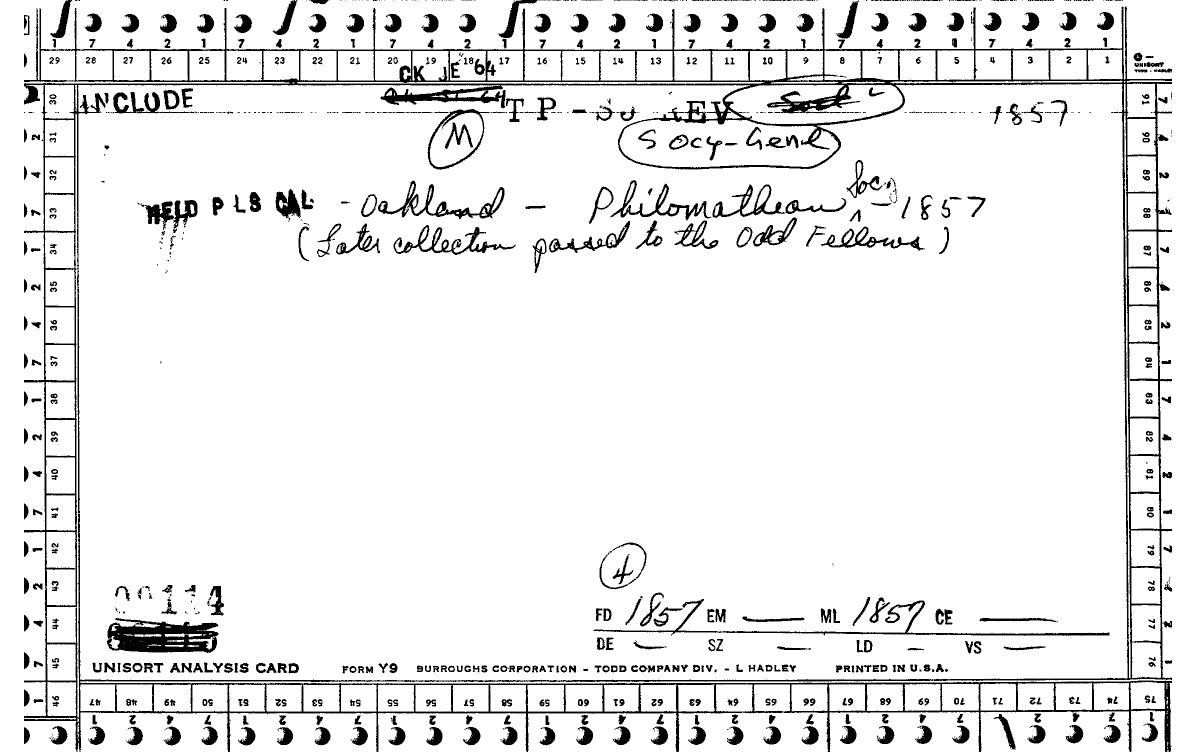 7 4 2 1 7 4 2 1 7 4 2 1 7 4 2 1 7 4 2 1 7 4 2 1 7 4 2 1
29 28 27 26 25 24 23 22 21 20 19 18 17 16 15 14 13 12 11 10 9 8 7 6 5 4 3 2 1
UNISORT
CK JE 64
INCLUDE
TP - REV
1857
M
Socy-Genl
HELD P LS CAL - Oakland - Philomathean Socy - 1857
(Later collection passed to the Odd Fellows)
4
00114
FD 1857 EM — ML 1857 CE —
DE — SZ — LD — VS —
UNISORT ANALYSIS CARD FORM Y9 BURROUGHS CORPORATION - TODD COMPANY DIV. - L HADLEY PRINTED IN U.S.A.
30 31 32 33 34 35 36 37 38 39 40 41 42 43 44 45 46
91 90 89 88 87 86 85 84 83 82 81 80 79 78 77 76 75
47 48 49 50 51 52 53 54 55 56 57 58 59 60 61 62 63 64 65 66 67 68 69 70 71 72 73 74